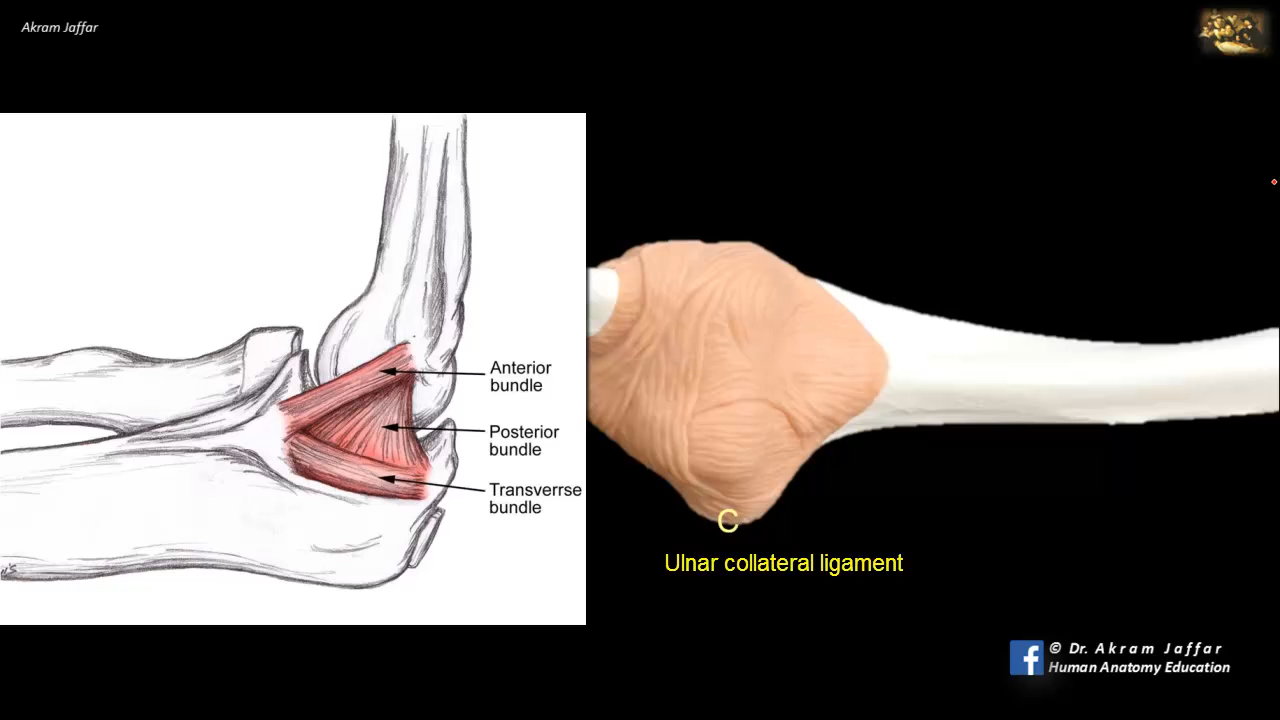 Akram Jaffar
Anterior
bundle
Posterior
bundle
Transverrse
bundle
C
Ulnar collateral ligament
© Dr. Akram Jaffar
Human Anatomy Education